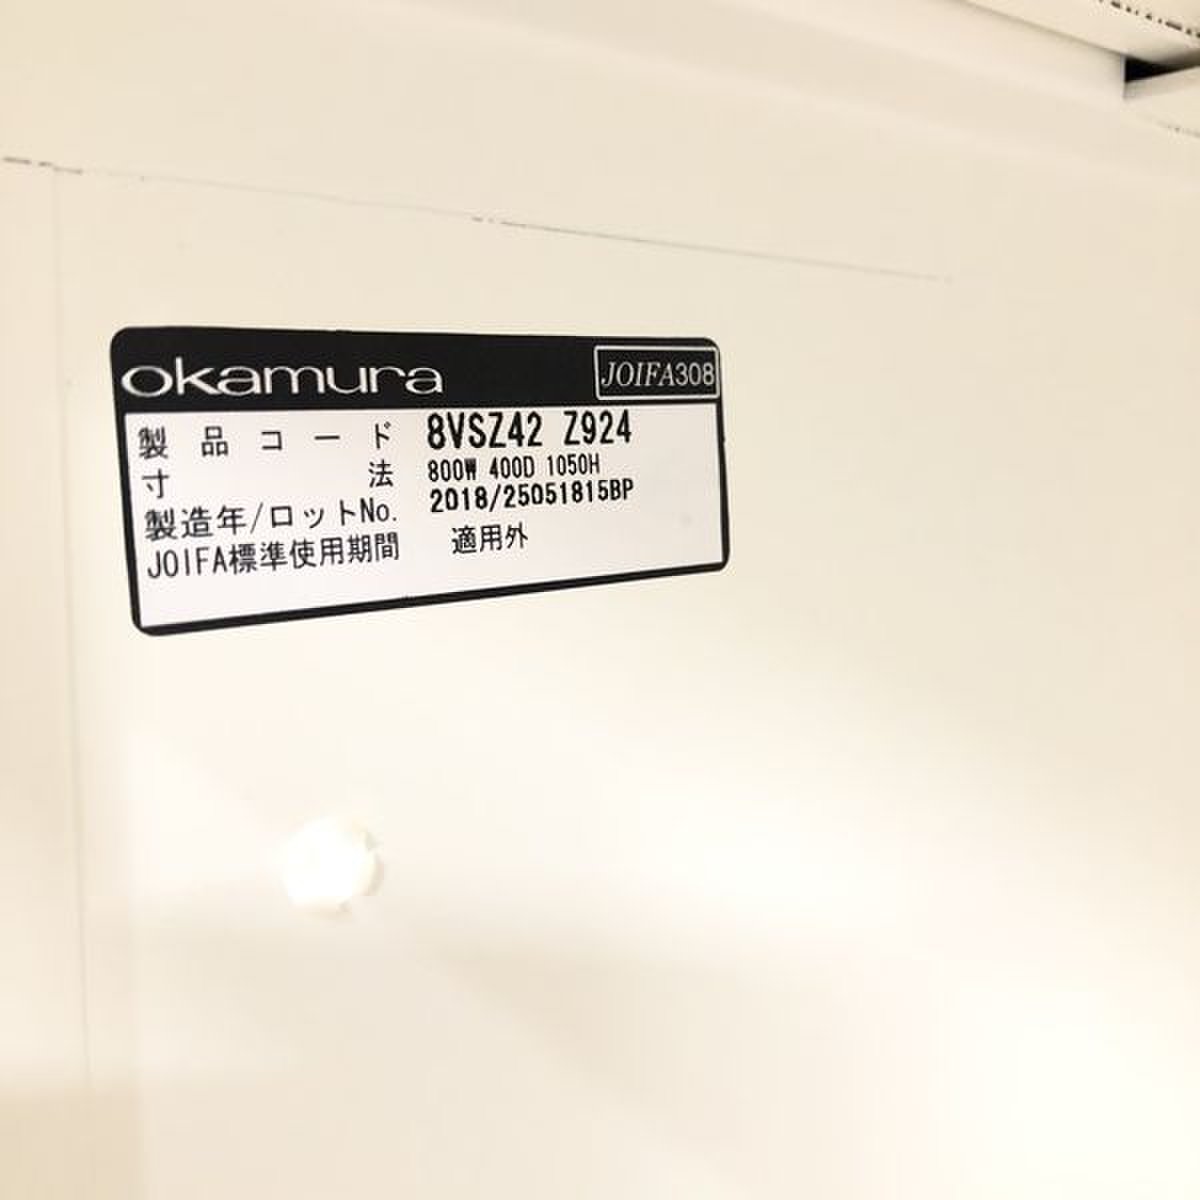 okamura JOIFA308
製品コード 8VSZ42 Z924
寸法 800W 400D 1050H
製造年/ロットNo. 2018/25051815BP
JOIFA標準使用期間 適用外